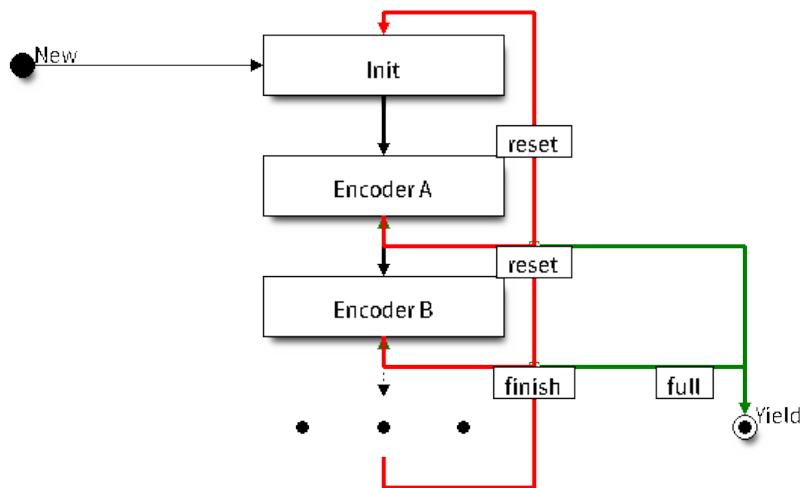 New
Init
reset
Encoder A
reset
Encoder B
finish
full
Yield